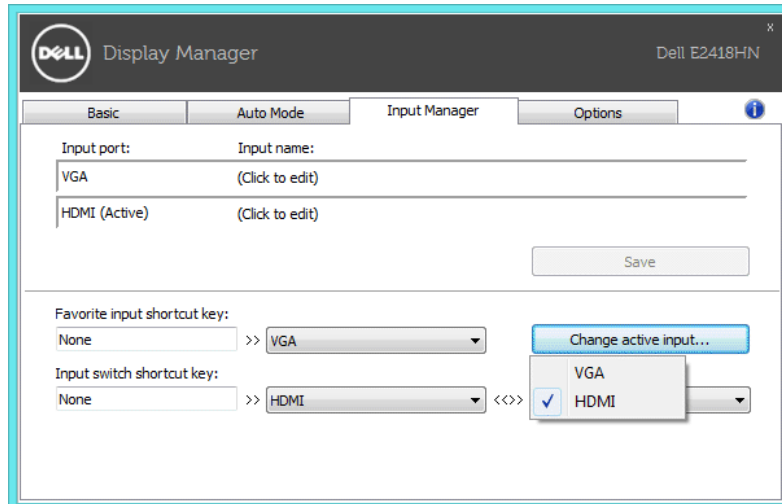 DELL Display Manager Dell E2418HN x
Basic Auto Mode Input Manager Options i
Input port: Input name:
VGA (Click to edit)
HDMI (Active) (Click to edit)
Save
Favorite input shortcut key:
None >> VGA Change active input...
VGA
Input switch shortcut key:
None >> HDMI <<>> ✓ HDMI